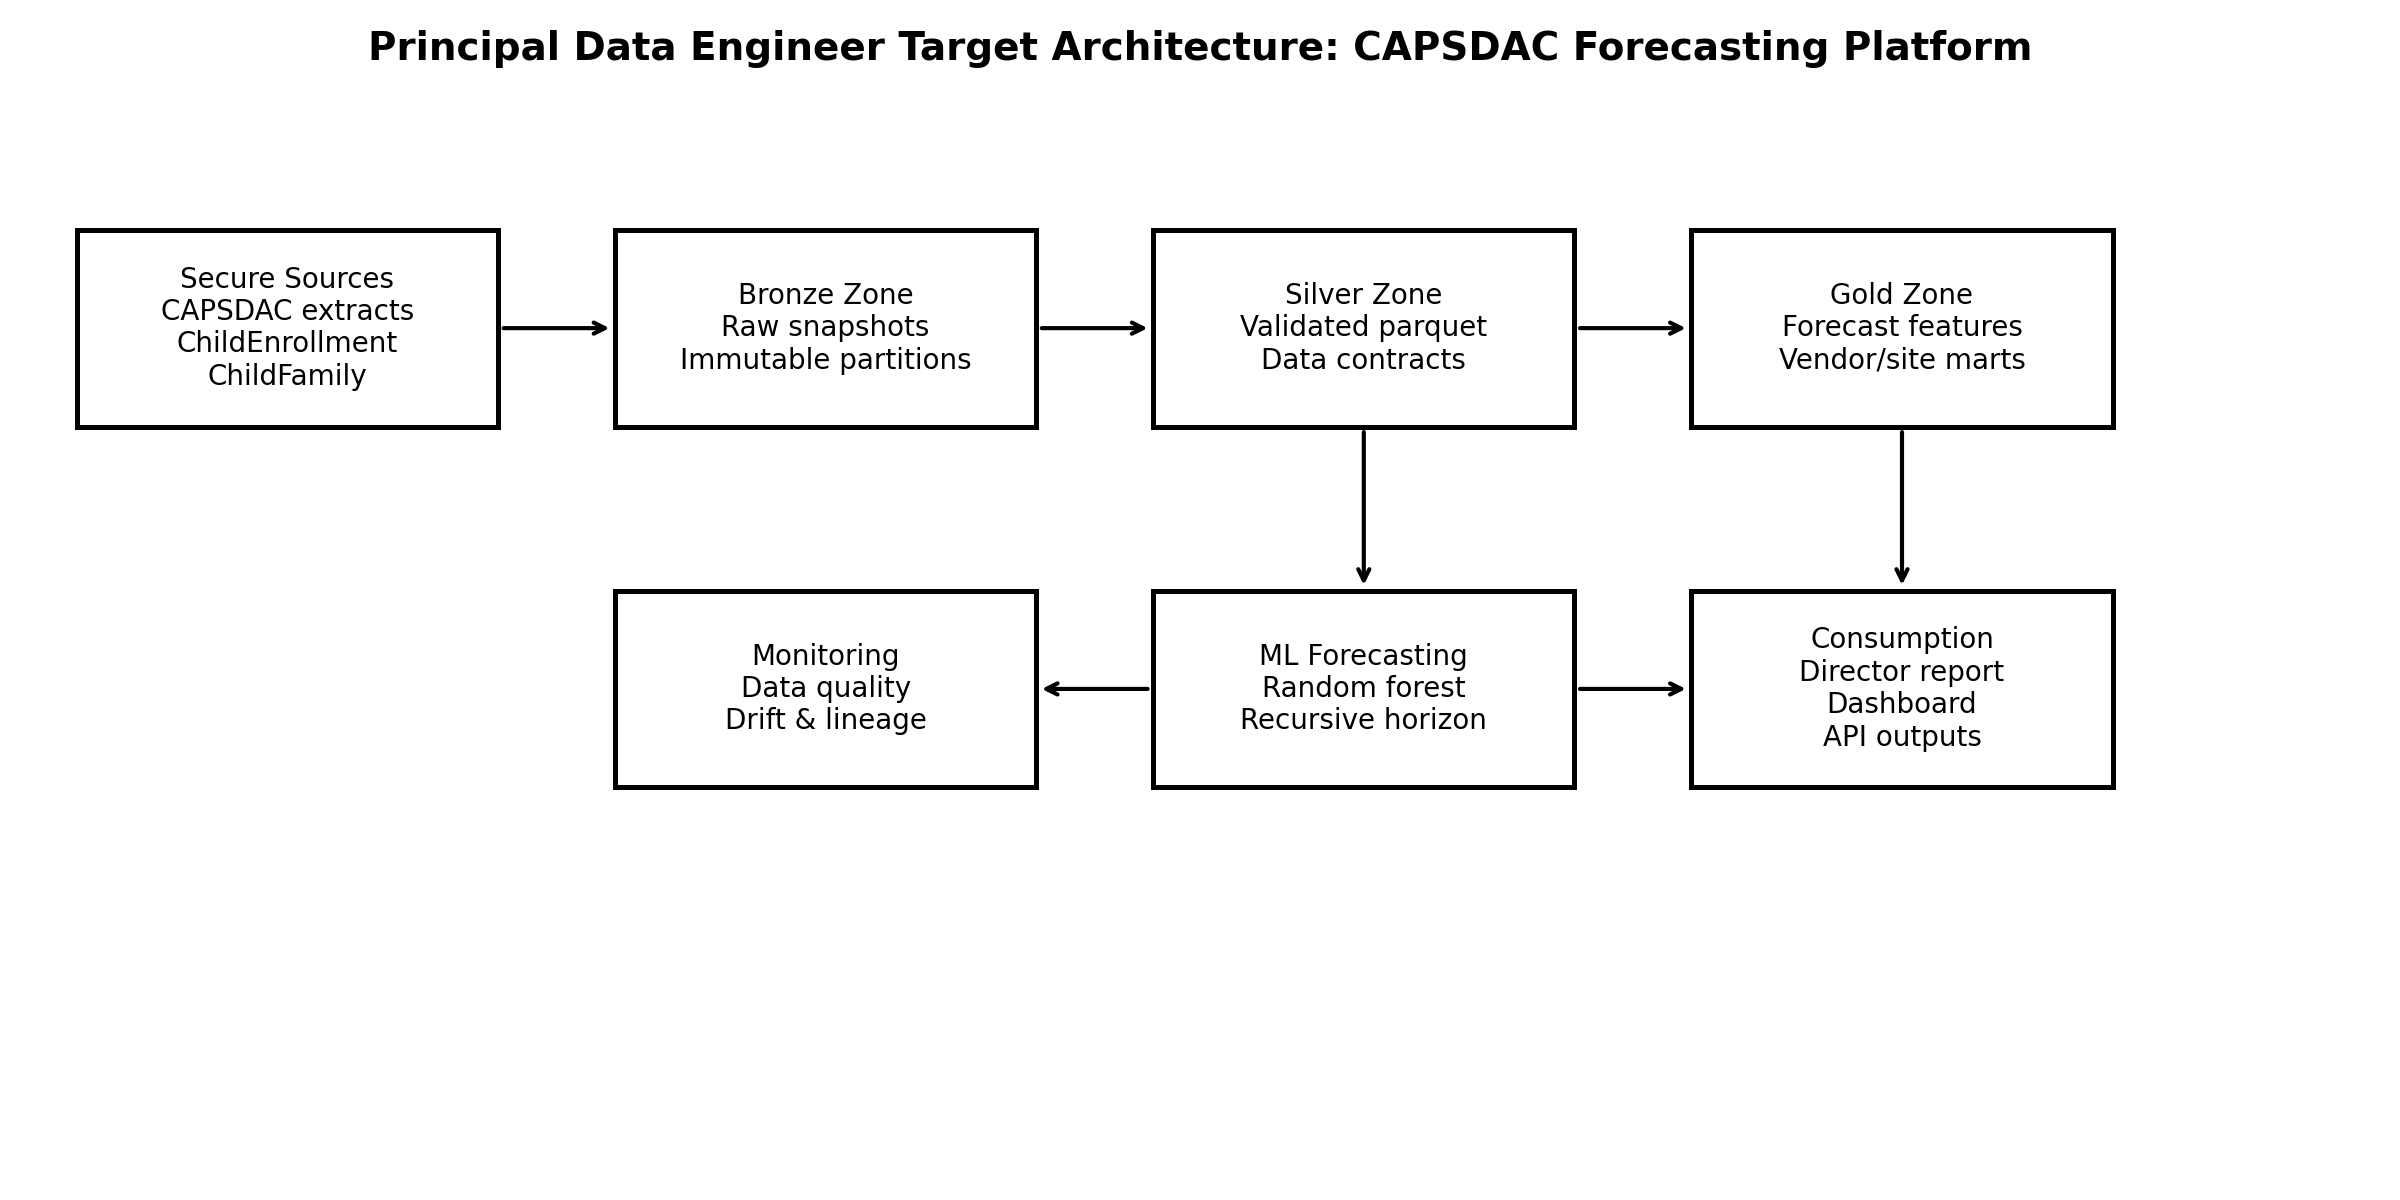 Principal Data Engineer Target Architecture: CAPSDAC Forecasting Platform
Secure Sources
CAPSDAC extracts
ChildEnrollment
ChildFamily
Bronze Zone
Raw snapshots
Immutable partitions
Silver Zone
Validated parquet
Data contracts
Gold Zone
Forecast features
Vendor/site marts
Monitoring
Data quality
Drift & lineage
ML Forecasting
Random forest
Recursive horizon
Consumption
Director report
Dashboard
API outputs